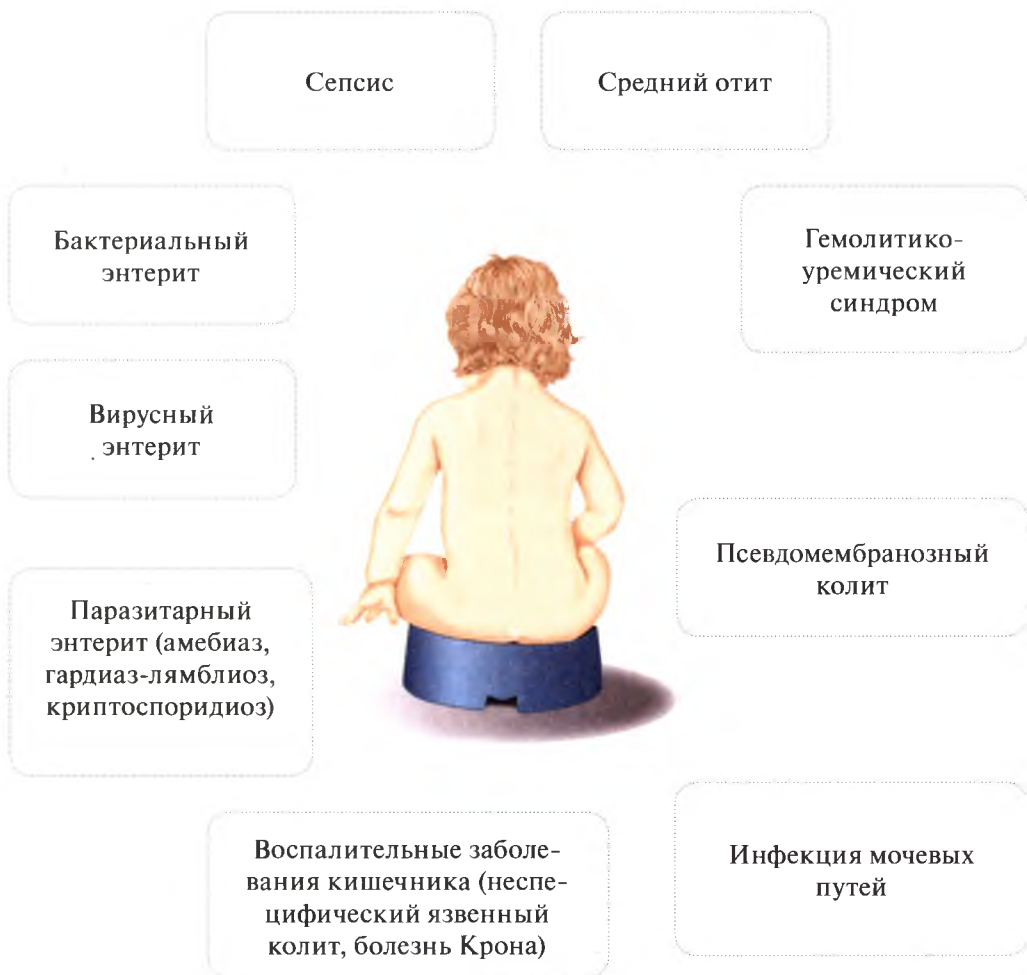 Сепсис
Средний отит
Бактериальный
энтерит
Гемолитико-
уремический
синдром
Вирусный
энтерит
Псевдомембранозный
колит
Паразитарный
энтерит (амебиаз,
гардиаз-лямблиоз,
криптоспоридиоз)
Воспалительные заболе-
вания кишечника (неспе-
цифический язвенный
колит, болезнь Крона)
Инфекция мочевых
путей